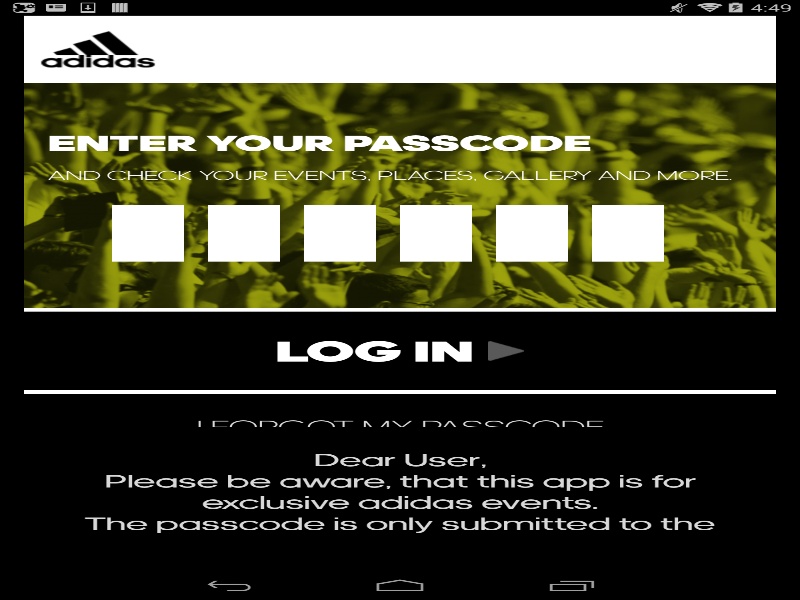 4:49
adidas
ENTER YOUR PASSCODE
AND CHECK YOUR EVENTS, PLACES, GALLERY AND MORE.
LOG IN
I FORGOT MY PASSCODE
Dear User,
Please be aware, that this app is for
exclusive adidas events.
The passcode is only submitted to the